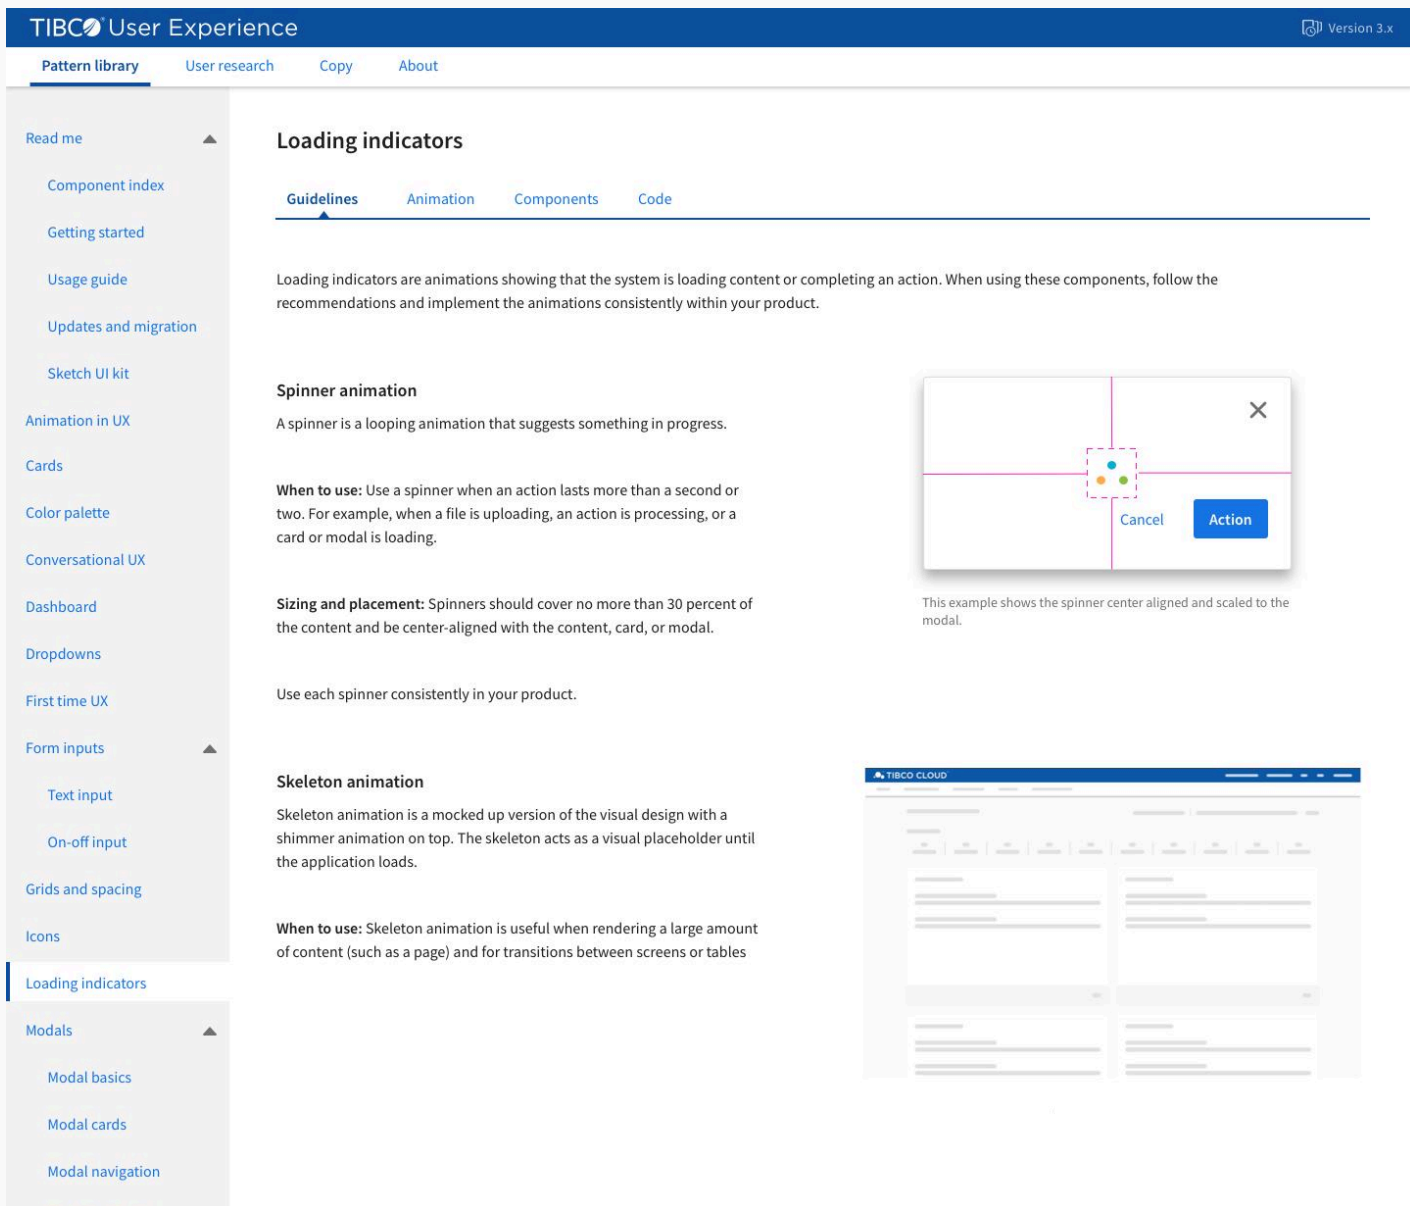 TIBCO User Experience
Version 3.x
Pattern library
User research
Copy
About
Read me
Component index
Getting started
Usage guide
Updates and migration
Sketch UI kit
Animation in UX
Cards
Color palette
Conversational UX
Dashboard
Dropdowns
First time UX
Form inputs
Text input
On-off input
Grids and spacing
Icons
Loading indicators
Modals
Modal basics
Modal cards
Modal navigation
Loading indicators
Guidelines
Animation
Components
Code
Loading indicators are animations showing that the system is loading content or completing an action. When using these components, follow the
recommendations and implement the animations consistently within your product.
Spinner animation
A spinner is a looping animation that suggests something in progress.
When to use: Use a spinner when an action lasts more than a second or
two. For example, when a file is uploading, an action is processing, or a
card or modal is loading.
Sizing and placement: Spinners should cover no more than 30 percent of
the content and be center-aligned with the content, card, or modal.
Use each spinner consistently in your product.
Cancel
Action
This example shows the spinner center aligned and scaled to the
modal.
Skeleton animation
Skeleton animation is a mocked up version of the visual design with a
shimmer animation on top. The skeleton acts as a visual placeholder until
the application loads.
When to use: Skeleton animation is useful when rendering a large amount
of content (such as a page) and for transitions between screens or tables
TIBCO CLOUD